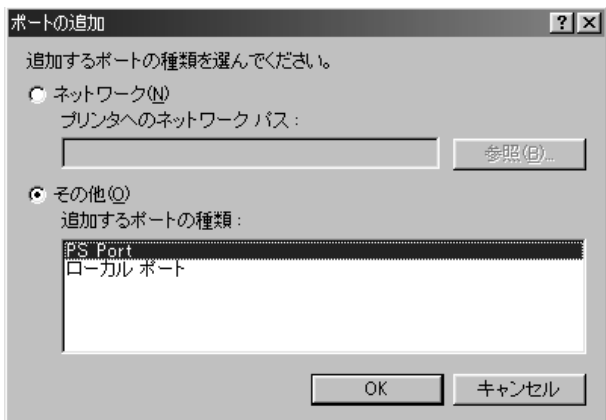 ポートの追加
追加するポートの種類を選んでください。
ネットワーク(N)
プリンタへのネットワーク パス :
参照(B)...
その他(O)
追加するポートの種類 :
PS Port
ローカル ポート
OK キャンセル